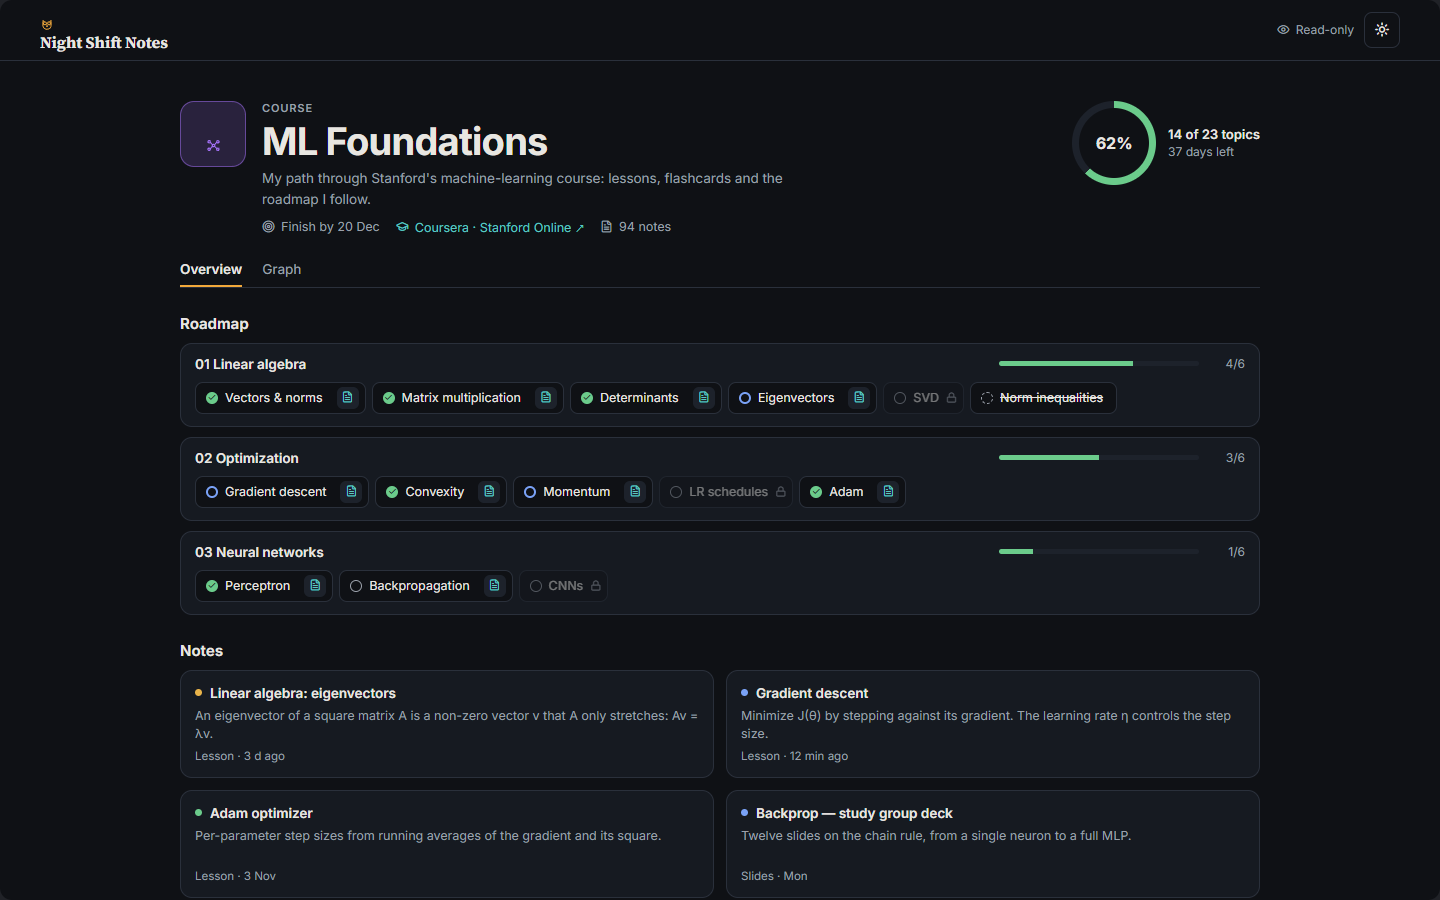 Night Shift Notes
Read-only
COURSE
ML Foundations
My path through Stanford's machine-learning course: lessons, flashcards and the
roadmap I follow.
Finish by 20 Dec
Coursera · Stanford Online ↗
94 notes
62%
14 of 23 topics
37 days left
Overview
Graph
Roadmap
01 Linear algebra
4/6
Vectors & norms
Matrix multiplication
Determinants
Eigenvectors
SVD
Norm inequalities
02 Optimization
3/6
Gradient descent
Convexity
Momentum
LR schedules
Adam
03 Neural networks
1/6
Perceptron
Backpropagation
CNNs
Notes
Linear algebra: eigenvectors
An eigenvector of a square matrix A is a non-zero vector v that A only stretches: Av =
λv.
Lesson · 3 d ago
Gradient descent
Minimize J(θ) by stepping against its gradient. The learning rate η controls the step
size.
Lesson · 12 min ago
Adam optimizer
Per-parameter step sizes from running averages of the gradient and its square.
Lesson · 3 Nov
Backprop — study group deck
Twelve slides on the chain rule, from a single neuron to a full MLP.
Slides · Mon